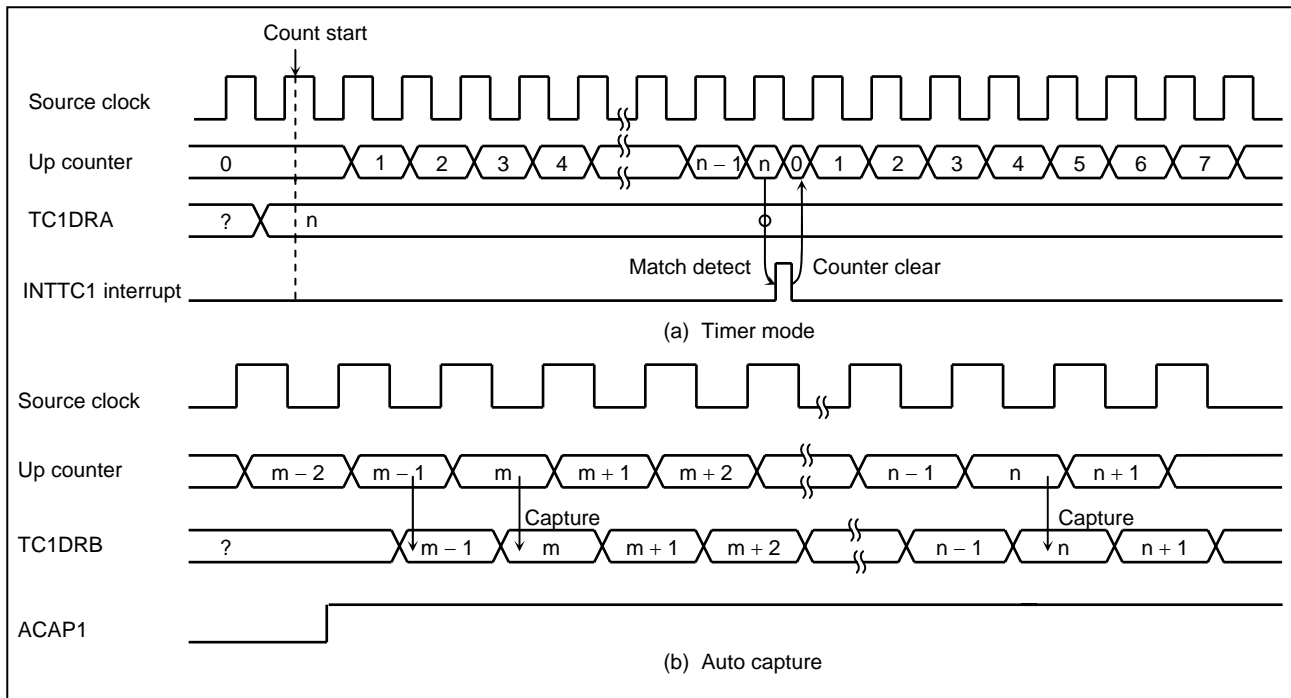 Count start
Source clock
Up counter 0 1 2 3 4 n – 1 n 0 1 2 3 4 5 6 7
TC1DRA ? n
Match detect Counter clear
INTTC1 interrupt
(a) Timer mode
Source clock
Up counter m – 2 m – 1 m m + 1 m + 2 n – 1 n n + 1
Capture Capture
TC1DRB ? m – 1 m m + 1 m + 2 n – 1 n n + 1
ACAP1
(b) Auto capture